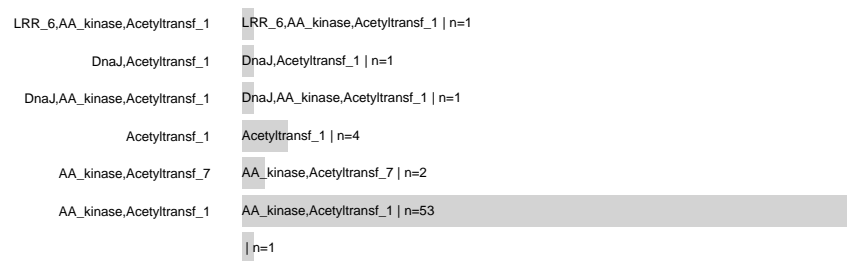 LRR_6,AA_kinase,Acetyltransf_1 LRR_6,AA_kinase,Acetyltransf_1 | n=1
DnaJ,Acetyltransf_1 DnaJ,Acetyltransf_1 | n=1
DnaJ,AA_kinase,Acetyltransf_1 DnaJ,AA_kinase,Acetyltransf_1 | n=1
Acetyltransf_1 Acetyltransf_1 | n=4
AA_kinase,Acetyltransf_7 AA_kinase,Acetyltransf_7 | n=2
AA_kinase,Acetyltransf_1 AA_kinase,Acetyltransf_1 | n=53
| n=1